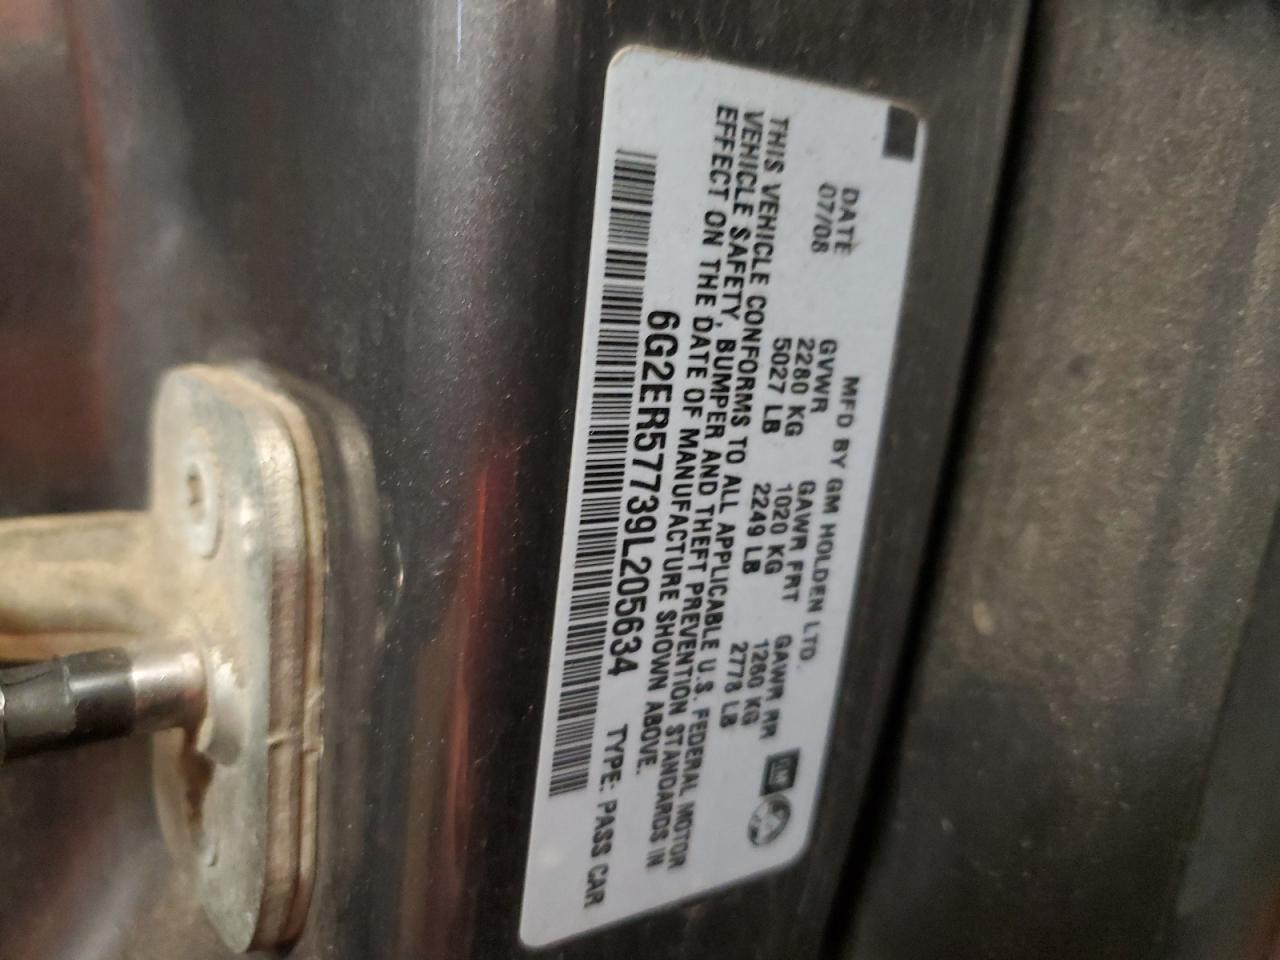 MFD BY GM HOLDEN LTD.
DATE GVWR GAWR FRT GAWR RR
07/08 2280 KG 1020 KG 1260 KG
5027 LB 2249 LB 2778 LB
GM
THIS VEHICLE CONFORMS TO ALL APPLICABLE U.S. FEDERAL MOTOR
VEHICLE SAFETY, BUMPER AND THEFT PREVENTION STANDARDS IN
EFFECT ON THE DATE OF MANUFACTURE SHOWN ABOVE.
6G2ER57739L205634 TYPE: PASS CAR